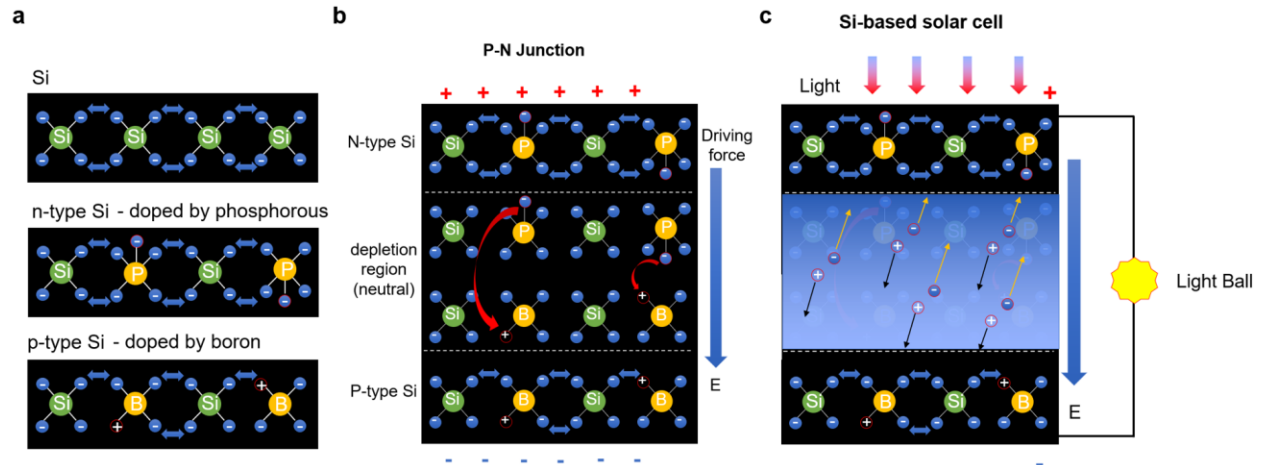 a
Si
Si Si Si Si
n-type Si - doped by phosphorous
Si P Si P
p-type Si - doped by boron
Si B Si B
b
P-N Junction
+ + + + + +
N-type Si
Si P Si P
Driving
force
depletion
region
(neutral)
Si P Si P
Si B Si B
P-type Si
Si B Si B
E
- - - - - -
c
Si-based solar cell
Light
+
Si P Si P
Light Ball
Si B Si B
E
-